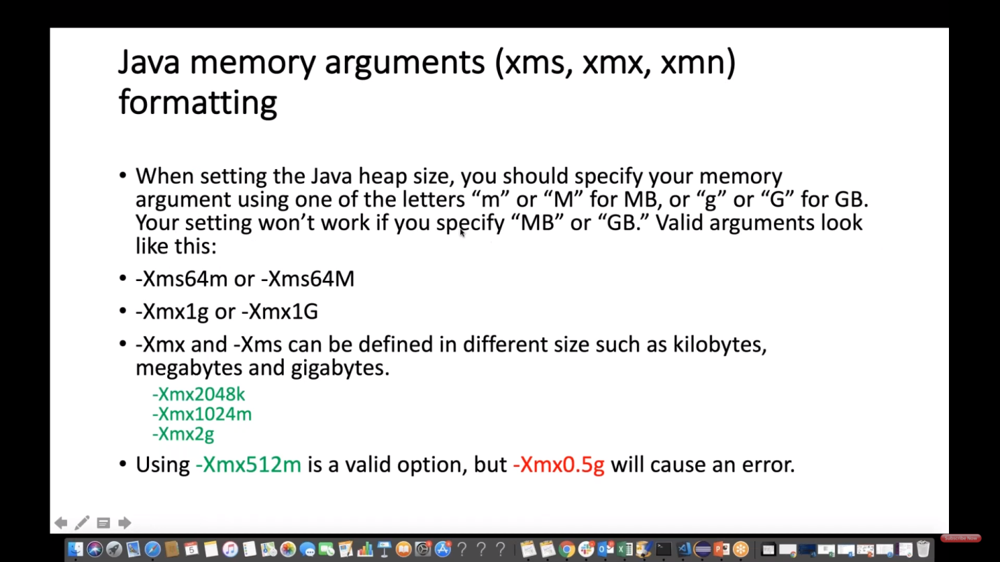 Java memory arguments (xms, xmx, xmn)
formatting
• When setting the Java heap size, you should specify your memory
argument using one of the letters “m” or “M” for MB, or “g” or “G” for GB.
Your setting won’t work if you specify “MB” or “GB.” Valid arguments look
like this:
• -Xms64m or -Xms64M
• -Xmx1g or -Xmx1G
• -Xmx and -Xms can be defined in different size such as kilobytes,
megabytes and gigabytes.
-Xmx2048k
-Xmx1024m
-Xmx2g
• Using -Xmx512m is a valid option, but -Xmx0.5g will cause an error.
Subscribe Now
5
? ? ?